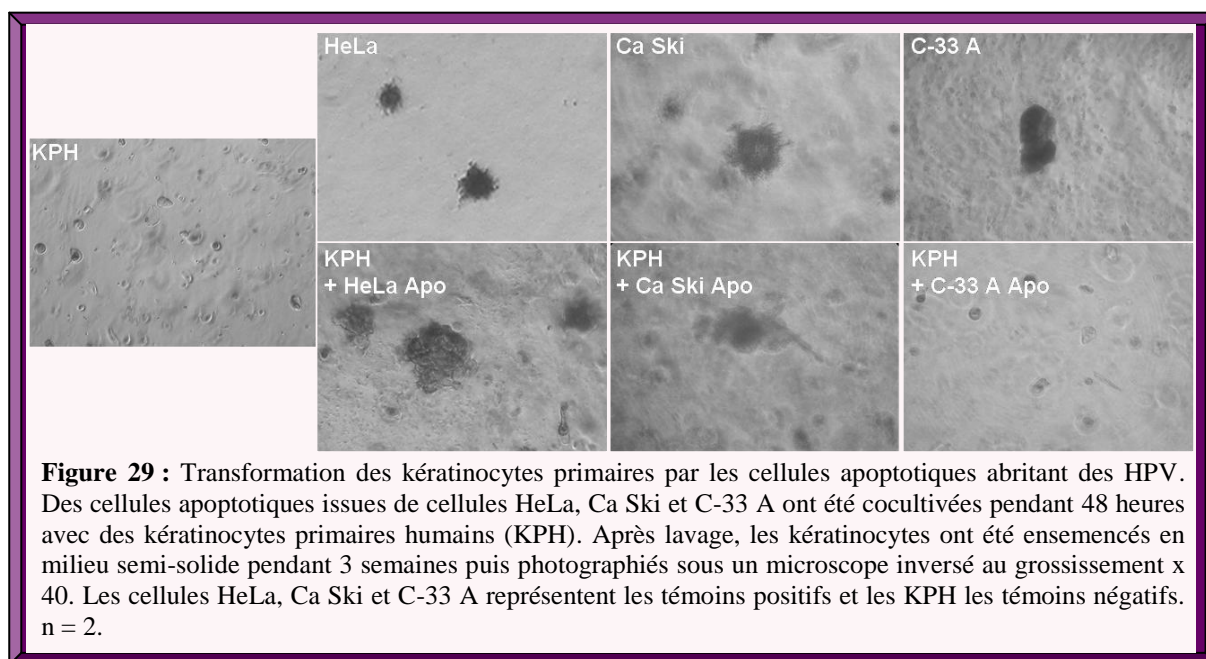 HeLa
Ca Ski
C-33 A
KPH
KPH
+ HeLa Apo
KPH
+ Ca Ski Apo
KPH
+ C-33 A Apo
Figure 29 : Transformation des kératinocytes primaires par les cellules apoptotiques abritant des HPV.
Des cellules apoptotiques issues de cellules HeLa, Ca Ski et C-33 A ont été cocultivées pendant 48 heures
avec des kératinocytes primaires humains (KPH). Après lavage, les kératinocytes ont été ensemencés en
milieu semi-solide pendant 3 semaines puis photographiés sous un microscope inversé au grossissement x
40. Les cellules HeLa, Ca Ski et C-33 A représentent les témoins positifs et les KPH les témoins négatifs.
n = 2.